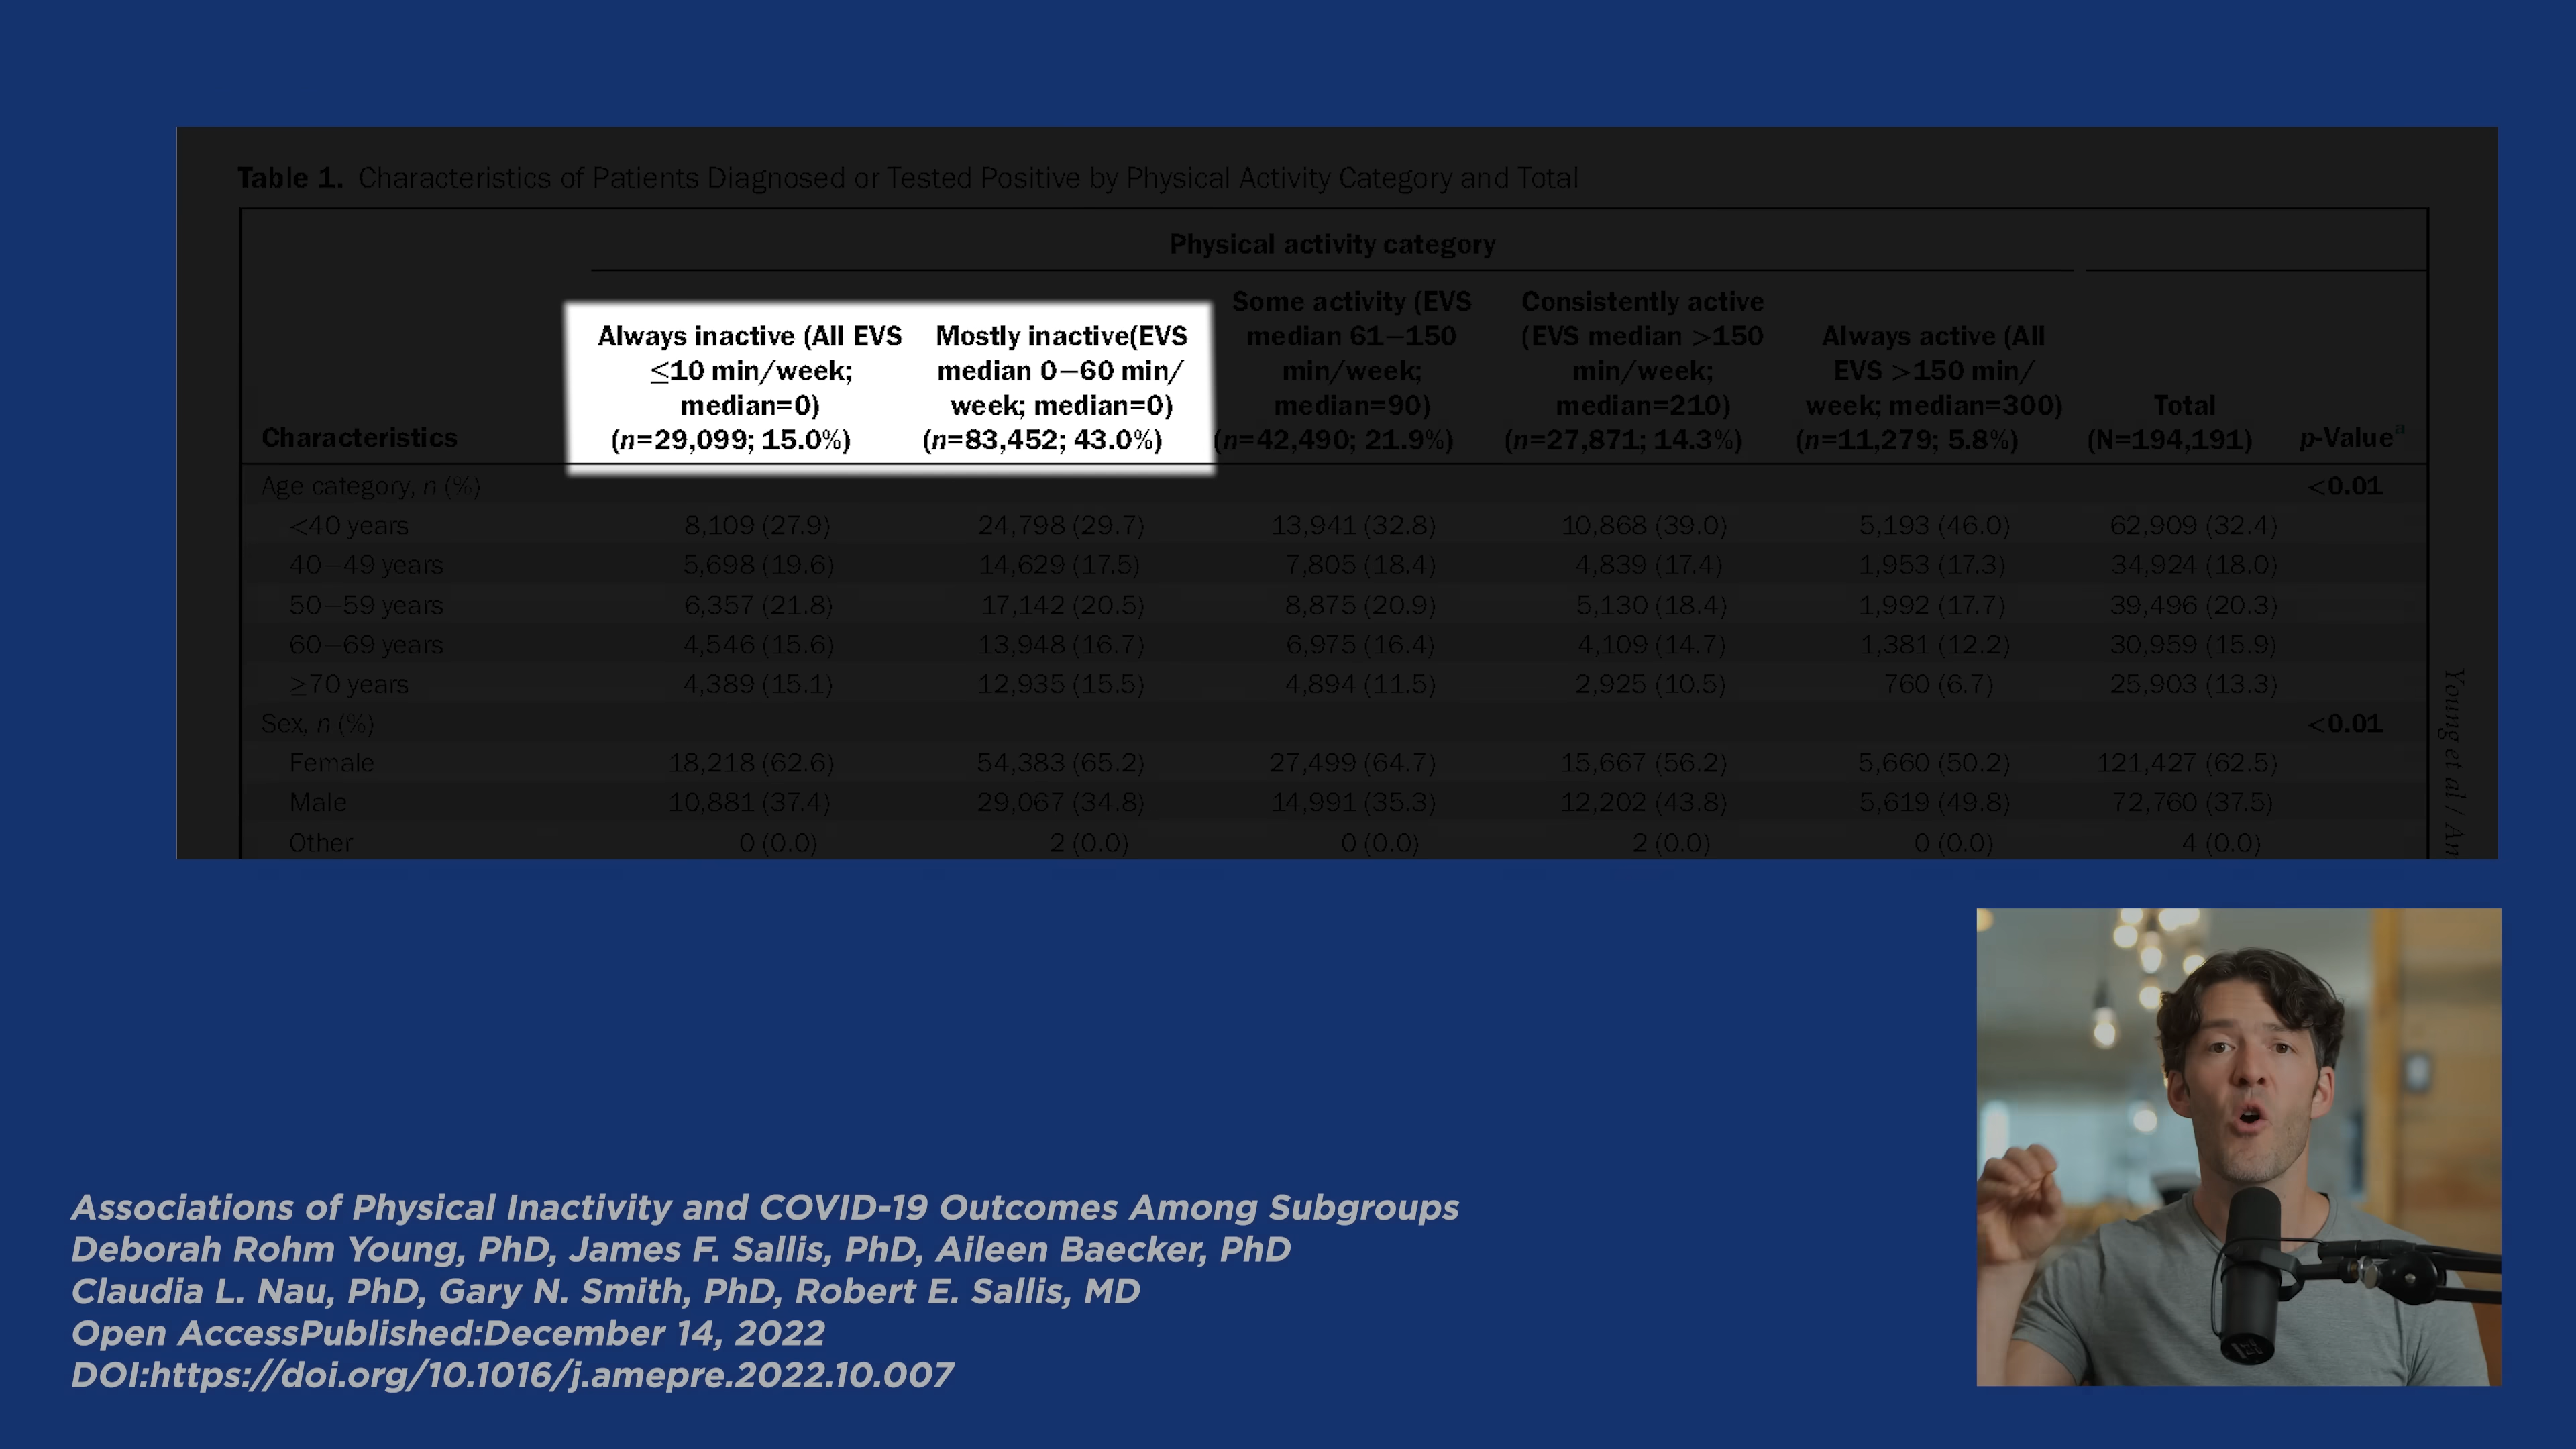 Table 1. Characteristics of Patients Diagnosed or Tested Positive by Physical Activity Category and Total
Physical activity category
Characteristics
Always inactive (All EVS
≤10 min/week;
median=0)
(n=29,099; 15.0%)
Mostly inactive(EVS
median 0–60 min/
week; median=0)
(n=83,452; 43.0%)
Some activity (EVS
median 61–150
min/week;
median=90)
(n=42,490; 21.9%)
Consistently active
(EVS median >150
min/week;
median=210)
(n=27,871; 14.3%)
Always active (All
EVS >150 min/
week; median=300)
(n=11,279; 5.8%)
Total
(N=194,191)
p-Valueᵃ
Age category, n (%) <0.01
<40 years 8,109 (27.9) 24,798 (29.7) 13,941 (32.8) 10,868 (39.0) 5,193 (46.0) 62,909 (32.4)
40–49 years 5,698 (19.6) 14,629 (17.5) 7,805 (18.4) 4,839 (17.4) 1,953 (17.3) 34,924 (18.0)
50–59 years 6,357 (21.8) 17,142 (20.5) 8,875 (20.9) 5,130 (18.4) 1,992 (17.7) 39,496 (20.3)
60–69 years 4,546 (15.6) 13,948 (16.7) 6,975 (16.4) 4,109 (14.7) 1,381 (12.2) 30,959 (15.9)
≥70 years 4,389 (15.1) 12,935 (15.5) 4,894 (11.5) 2,925 (10.5) 760 (6.7) 25,903 (13.3)
Sex, n (%) <0.01
Female 18,218 (62.6) 54,383 (65.2) 27,499 (64.7) 15,667 (56.2) 5,660 (50.2) 121,427 (62.5)
Male 10,881 (37.4) 29,067 (34.8) 14,991 (35.3) 12,202 (43.8) 5,619 (49.8) 72,760 (37.5)
Other 0 (0.0) 2 (0.0) 0 (0.0) 2 (0.0) 0 (0.0) 4 (0.0)
Young et al /
Associations of Physical Inactivity and COVID-19 Outcomes Among Subgroups
Deborah Rohm Young, PhD, James F. Sallis, PhD, Aileen Baecker, PhD
Claudia L. Nau, PhD, Gary N. Smith, PhD, Robert E. Sallis, MD
Open AccessPublished:December 14, 2022
DOI:https://doi.org/10.1016/j.amepre.2022.10.007